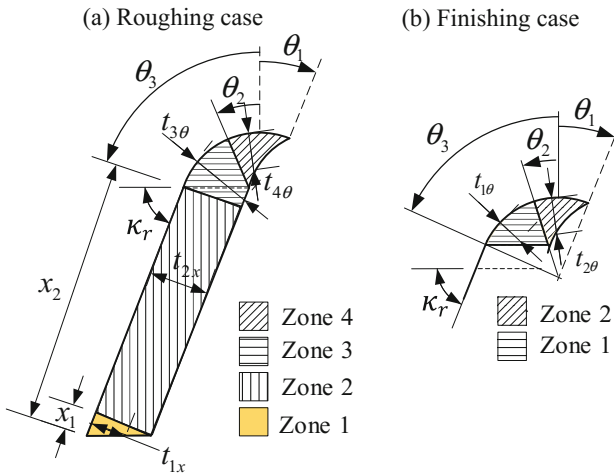 (a) Roughing case
θ3
θ1
θ2
t3θ
t4θ
κr
t2x
x2
x1
t1x
Zone 4
Zone 3
Zone 2
Zone 1
(b) Finishing case
θ3
θ1
θ2
t1θ
t2θ
κr
Zone 2
Zone 1